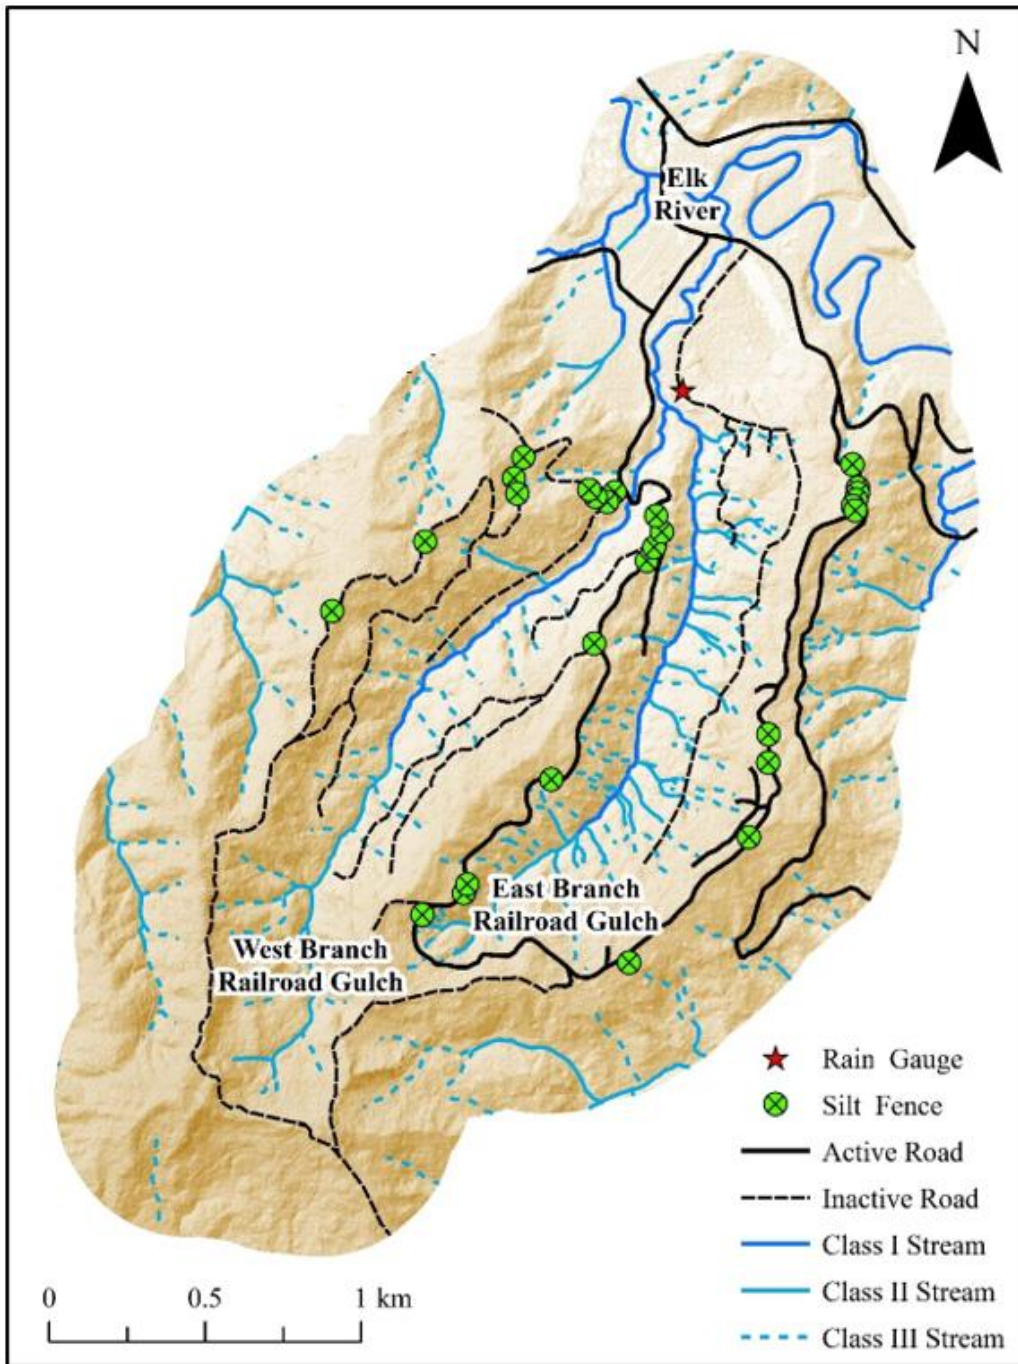 N
Elk
River
East Branch
Railroad Gulch
West Branch
Railroad Gulch
Rain Gauge
Silt Fence
Active Road
Inactive Road
Class I Stream
Class II Stream
Class III Stream
0 0.5 1 km